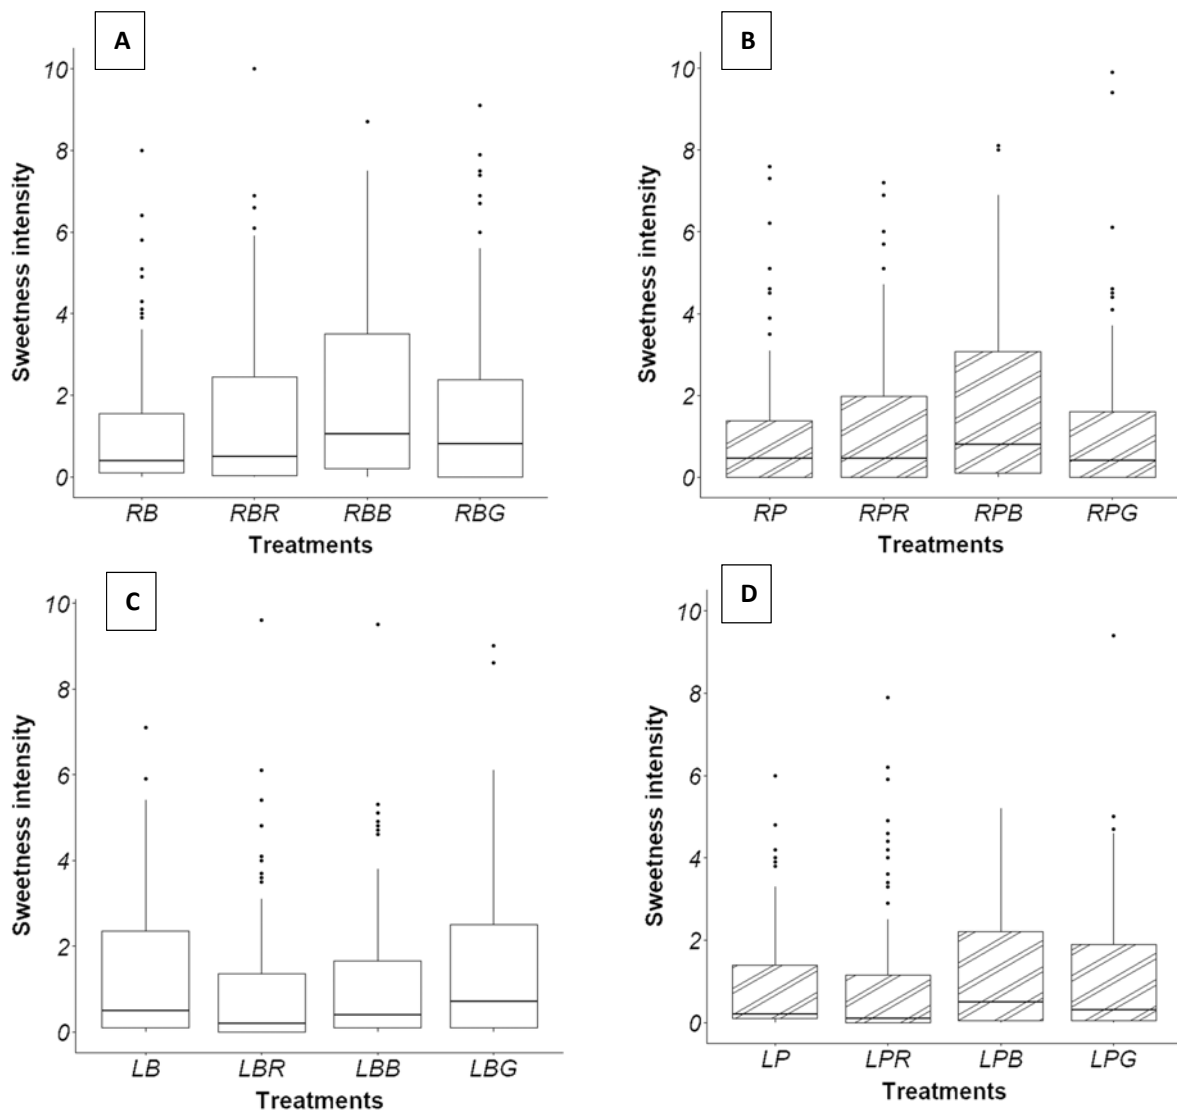 A
Sweetness intensity
10
8
6
4
2
0
RB RBR RBB RBG
Treatments
B
Sweetness intensity
10
8
6
4
2
0
RP RPR RPB RPG
Treatments
C
Sweetness intensity
10
8
6
4
2
0
LB LBR LBB LBG
Treatments
D
Sweetness intensity
10
8
6
4
2
0
LP LPR LPB LPG
Treatments